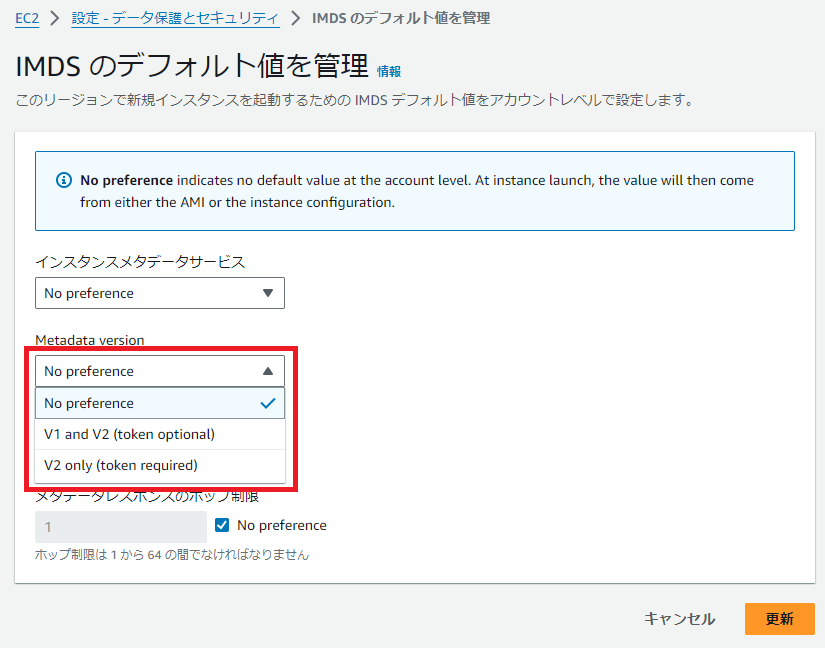 EC2 > 設定 - データ保護とセキュリティ > IMDS のデフォルト値を管理
IMDS のデフォルト値を管理 情報
このリージョンで新規インスタンスを起動するための IMDS デフォルト値をアカウントレベルで設定します。
No preference indicates no default value at the account level. At instance launch, the value will then come
from either the AMI or the instance configuration.
インスタンスメタデータサービス
No preference
Metadata version
No preference
No preference
V1 and V2 (token optional)
V2 only (token required)
メタデータレスポンスのホップ制限
1 No preference
ホップ制限は 1 から 64 の間でなければなりません
キャンセル 更新